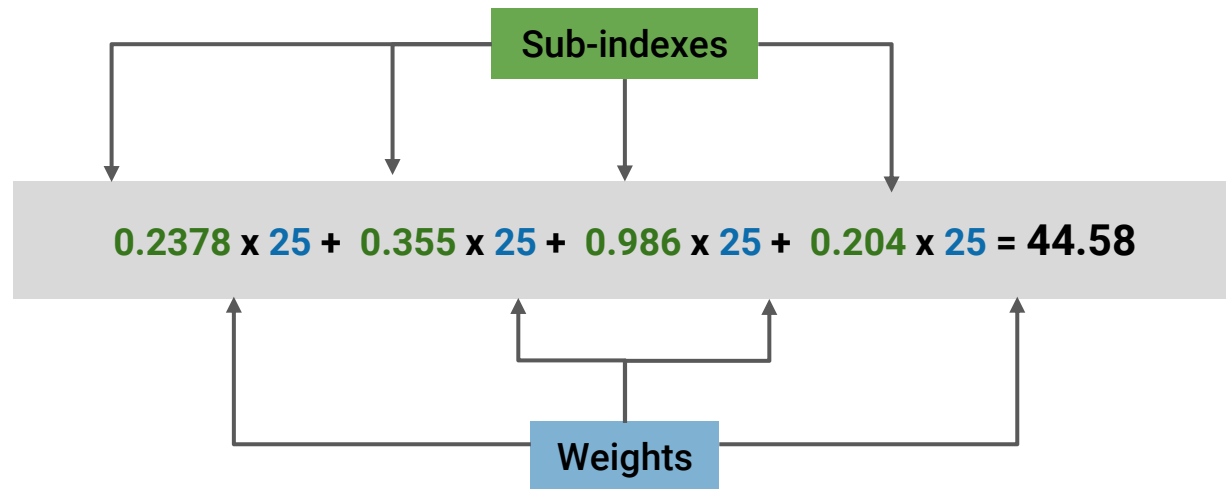 Sub-indexes
0.2378 x 25 + 0.355 x 25 + 0.986 x 25 + 0.204 x 25 = 44.58
Weights